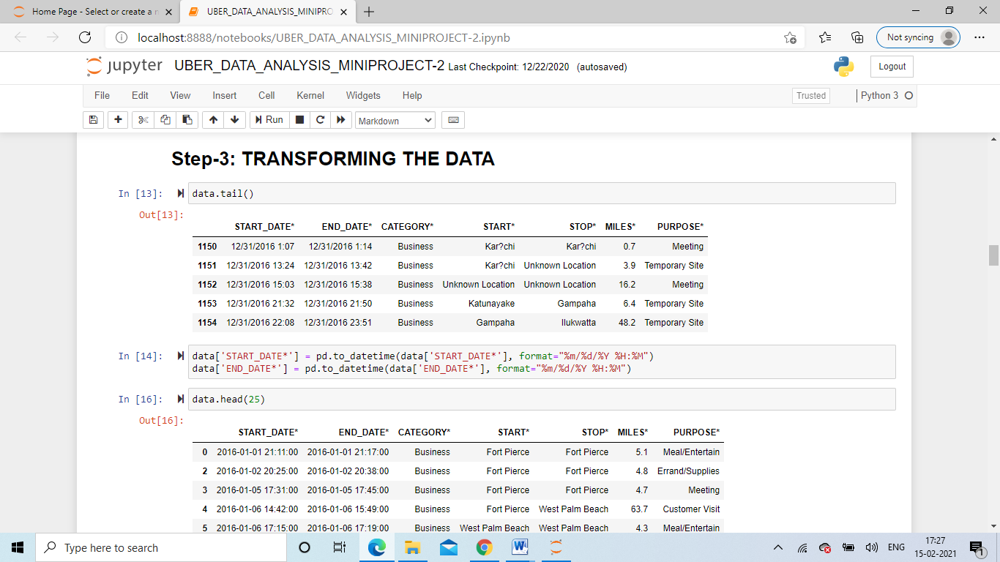 Home Page - Select or create a n
UBER_DATA_ANALYSIS_MINIPRO
localhost:8888/notebooks/UBER_DATA_ANALYSIS_MINIPROJECT-2.ipynb
Not syncing
jupyter UBER_DATA_ANALYSIS_MINIPROJECT-2 Last Checkpoint: 12/22/2020 (autosaved)
Logout
File Edit View Insert Cell Kernel Widgets Help
Trusted
Python 3
Run
Markdown
Step-3: TRANSFORMING THE DATA
In [13]: data.tail()
Out[13]:
START_DATE* END_DATE* CATEGORY* START* STOP* MILES* PURPOSE*
1150 12/31/2016 1:07 12/31/2016 1:14 Business Kar?chi Kar?chi 0.7 Meeting
1151 12/31/2016 13:24 12/31/2016 13:42 Business Kar?chi Unknown Location 3.9 Temporary Site
1152 12/31/2016 15:03 12/31/2016 15:38 Business Unknown Location Unknown Location 16.2 Meeting
1153 12/31/2016 21:32 12/31/2016 21:50 Business Katunayake Gampaha 6.4 Temporary Site
1154 12/31/2016 22:08 12/31/2016 23:51 Business Gampaha Ilukwatta 48.2 Temporary Site
In [14]: data['START_DATE*'] = pd.to_datetime(data['START_DATE*'], format="%m/%d/%Y %H:%M")
data['END_DATE*'] = pd.to_datetime(data['END_DATE*'], format="%m/%d/%Y %H:%M")
In [16]: data.head(25)
Out[16]:
START_DATE* END_DATE* CATEGORY* START* STOP* MILES* PURPOSE*
0 2016-01-01 21:11:00 2016-01-01 21:17:00 Business Fort Pierce Fort Pierce 5.1 Meal/Entertain
2 2016-01-02 20:25:00 2016-01-02 20:38:00 Business Fort Pierce Fort Pierce 4.8 Errand/Supplies
3 2016-01-05 17:31:00 2016-01-05 17:45:00 Business Fort Pierce Fort Pierce 4.7 Meeting
4 2016-01-06 14:42:00 2016-01-06 15:49:00 Business Fort Pierce West Palm Beach 63.7 Customer Visit
5 2016-01-06 17:15:00 2016-01-06 17:19:00 Business West Palm Beach West Palm Beach 4.3 Meal/Entertain
Type here to search
ENG
17:27
15-02-2021
1